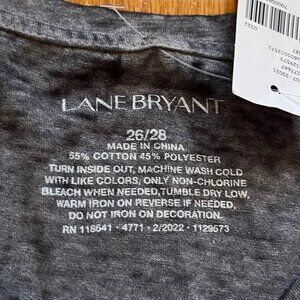 LANE BRYANT
26/28
MADE IN CHINA
55% COTTON 45% POLYESTER
TURN INSIDE OUT, MACHINE WASH COLD
WITH LIKE COLORS, ONLY NON-CHLORINE
BLEACH WHEN NEEDED,TUMBLE DRY LOW,
WARM IRON ON REVERSE IF NEEDED,
DO NOT IRON ON DECORATION.
RN 118641 • 4771 • 2/2022 • 1129573